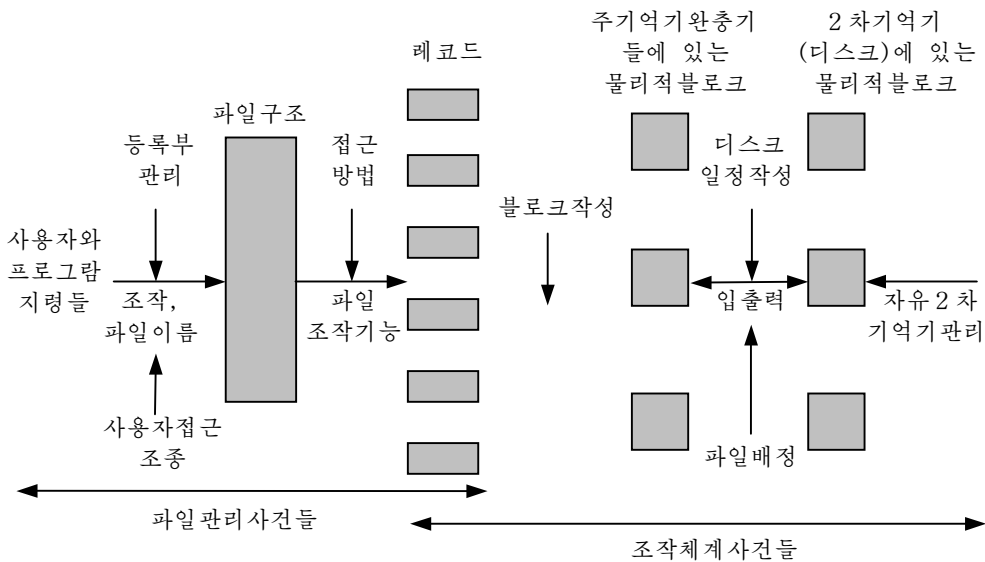 주기억기완충기
들에 있는
물리적블로크
2차기억기
(디스크)에 있는
물리적블로크
레코드
파일구조
등록부
관리
접근
방법
디스크
일정작성
블로크작성
사용자와
프로그람
지령들
조작,
파일이름
파일
조작기능
입출력
자유2차
기억기관리
사용자접근
조종
파일배정
파일관리사건들
조작체계사건들